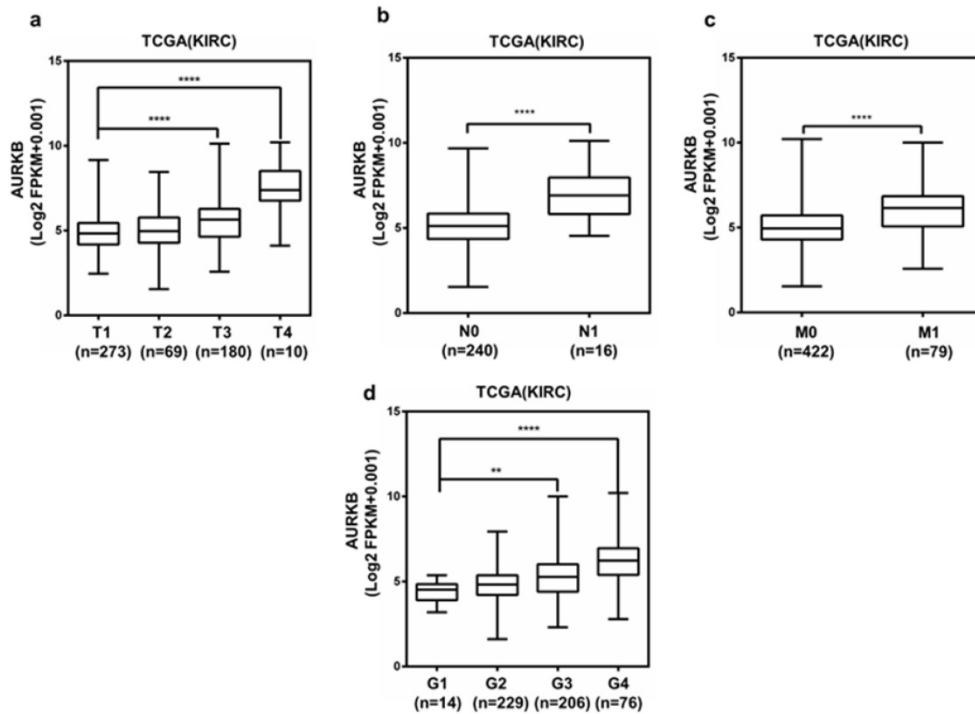 a
TCGA(KIRC)
AURKB
(Log2 FPKM+0.001)
15
10
5
0
****
****
T1 T2 T3 T4
(n=273) (n=69) (n=180) (n=10)
b
TCGA(KIRC)
AURKB
(Log2 FPKM+0.001)
15
10
5
0
****
N0 N1
(n=240) (n=16)
c
TCGA(KIRC)
AURKB
(Log2 FPKM+0.001)
15
10
5
0
****
M0 M1
(n=422) (n=79)
d
TCGA(KIRC)
AURKB
(Log2 FPKM+0.001)
15
10
5
0
****
**
G1 G2 G3 G4
(n=14) (n=229) (n=206) (n=76)